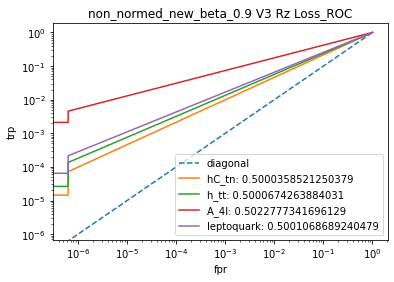 non_normed_new_beta_0.9 V3 Rz Loss_ROC
10⁰
10⁻¹
10⁻²
10⁻³
10⁻⁴
10⁻⁵
10⁻⁶
trp
diagonal
hC_tn: 0.5000358521250379
h_tt: 0.5000674263884031
A_4l: 0.5022777341696129
leptoquark: 0.5001068689240479
10⁻⁶ 10⁻⁵ 10⁻⁴ 10⁻³ 10⁻² 10⁻¹ 10⁰
fpr